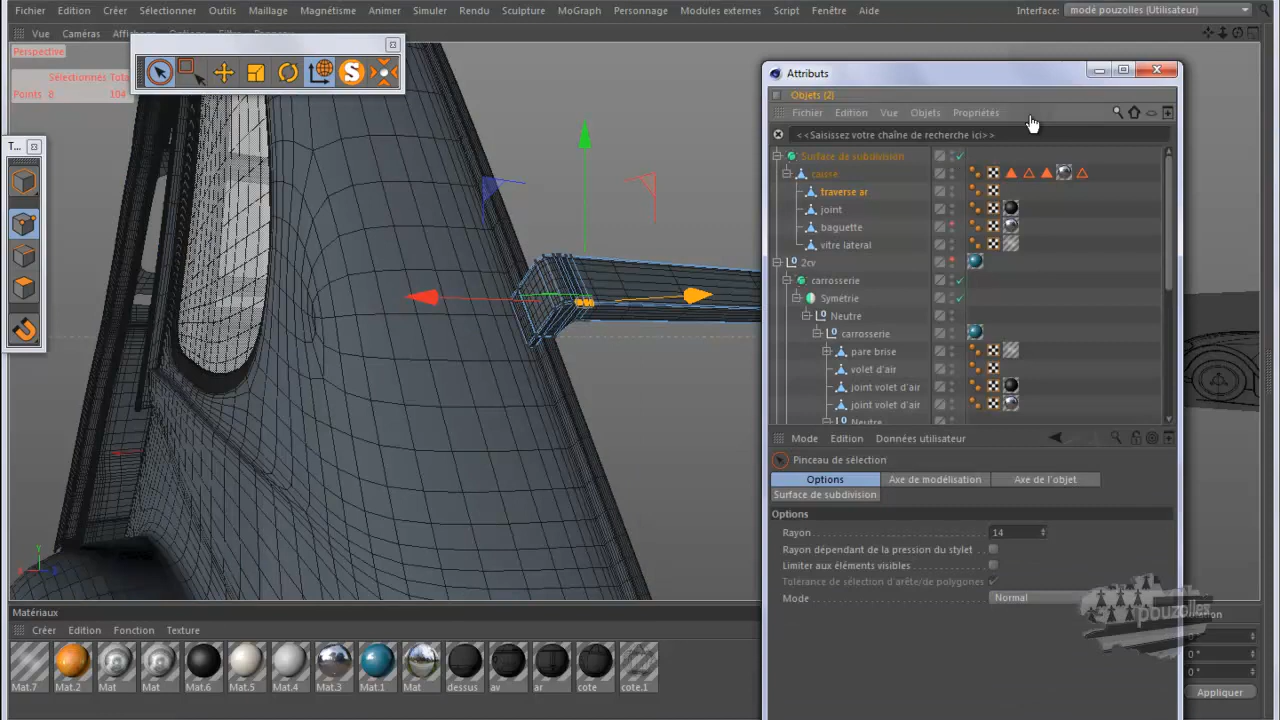 Fichier Edition Créer Sélectionner Outils Maillage Magnétisme Animer Simuler Rendu Sculpture MoGraph Personnage Modules externes Script Fenêtre Aide Interface: mode pouzolles (Utilisateur)
Vue Caméras
Perspective
Sélectionnés Tota
Points 8 104
T...
S
Attributs
Objets (2)
Fichier Edition Vue Objets Propriétés
<<Saisissez votre chaîne de recherche ici>>
Surface de subdivision
caisse
traverse ar
joint
baguette
vitre lateral
2cv
carrosserie
Symétrie
Neutre
carrosserie
pare brise
volet d'air
joint volet d'air
joint volet d'air
Neutre
Mode Edition Données utilisateur
Pinceau de sélection
Options Axe de modélisation Axe de l'objet
Surface de subdivision
Options
Rayon 14
Rayon dépendant de la pression du stylet
Limiter aux éléments visibles
Tolérance de sélection d'arête/de polygones
Mode Normal
pouzolles
Y
Matériaux
Créer Edition Fonction Texture
Mat.7 Mat.2 Mat Mat Mat.6 Mat.5 Mat.4 Mat.3 Mat.1 Mat dessus av ar cote cote.1
0 °
0 °
0 °
Appliquer